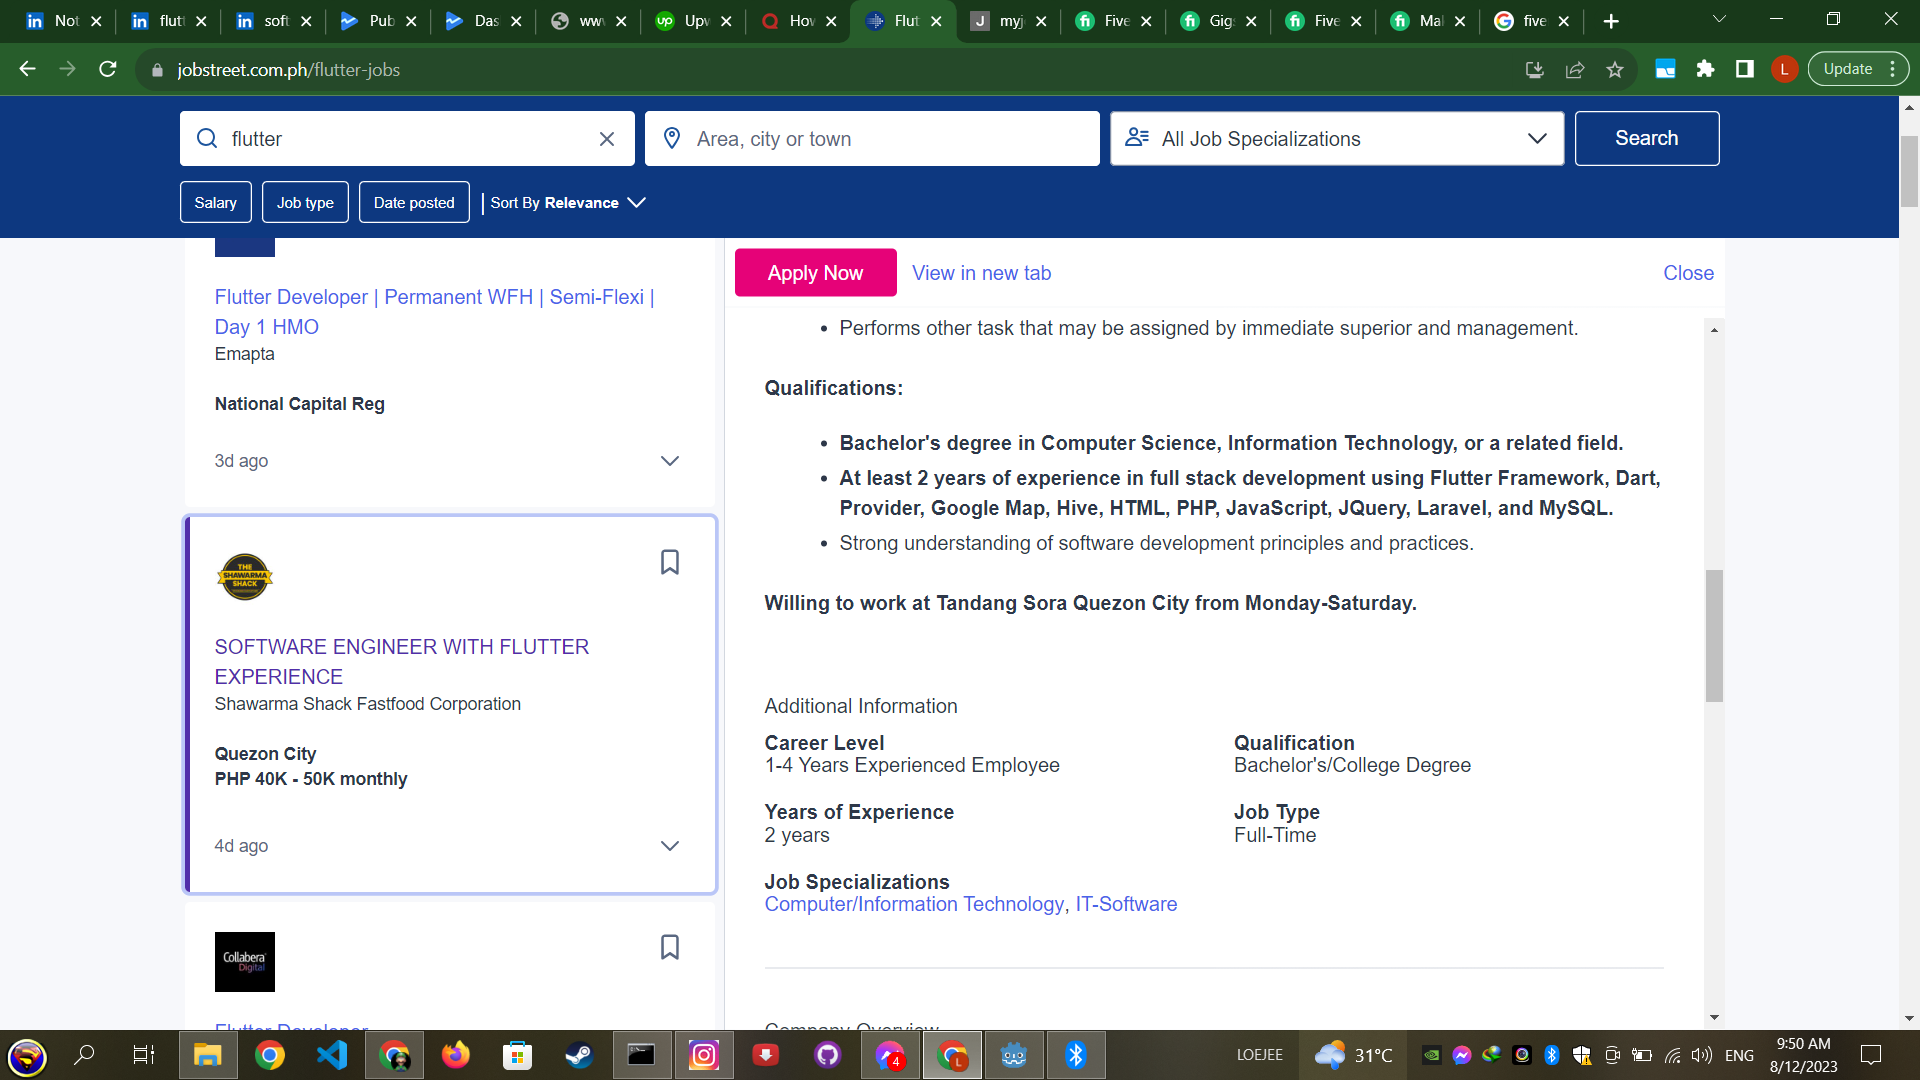 Not
flutt
soft
Pub
Das
ww
Upw
Hov
Flut
myj
Five
Gigs
Five
Mal
five
jobstreet.com.ph/flutter-jobs
L
Update
flutter
Area, city or town
All Job Specializations
Search
Salary
Job type
Date posted
Sort By Relevance
Flutter Developer | Permanent WFH | Semi-Flexi |
Day 1 HMO
Emapta
National Capital Reg
3d ago
THE
SHAWARMA
SHACK
SOFTWARE ENGINEER WITH FLUTTER
EXPERIENCE
Shawarma Shack Fastfood Corporation
Quezon City
PHP 40K - 50K monthly
4d ago
Collabera
Digital
Flutter Developer
Apply Now
View in new tab
Close
• Performs other task that may be assigned by immediate superior and management.
Qualifications:
• Bachelor's degree in Computer Science, Information Technology, or a related field.
• At least 2 years of experience in full stack development using Flutter Framework, Dart,
Provider, Google Map, Hive, HTML, PHP, JavaScript, JQuery, Laravel, and MySQL.
• Strong understanding of software development principles and practices.
Willing to work at Tandang Sora Quezon City from Monday-Saturday.
Additional Information
Career Level
1-4 Years Experienced Employee
Qualification
Bachelor's/College Degree
Years of Experience
2 years
Job Type
Full-Time
Job Specializations
Computer/Information Technology, IT-Software
Company Overview
4
L
LOEJEE
31°C
ENG
9:50 AM
8/12/2023